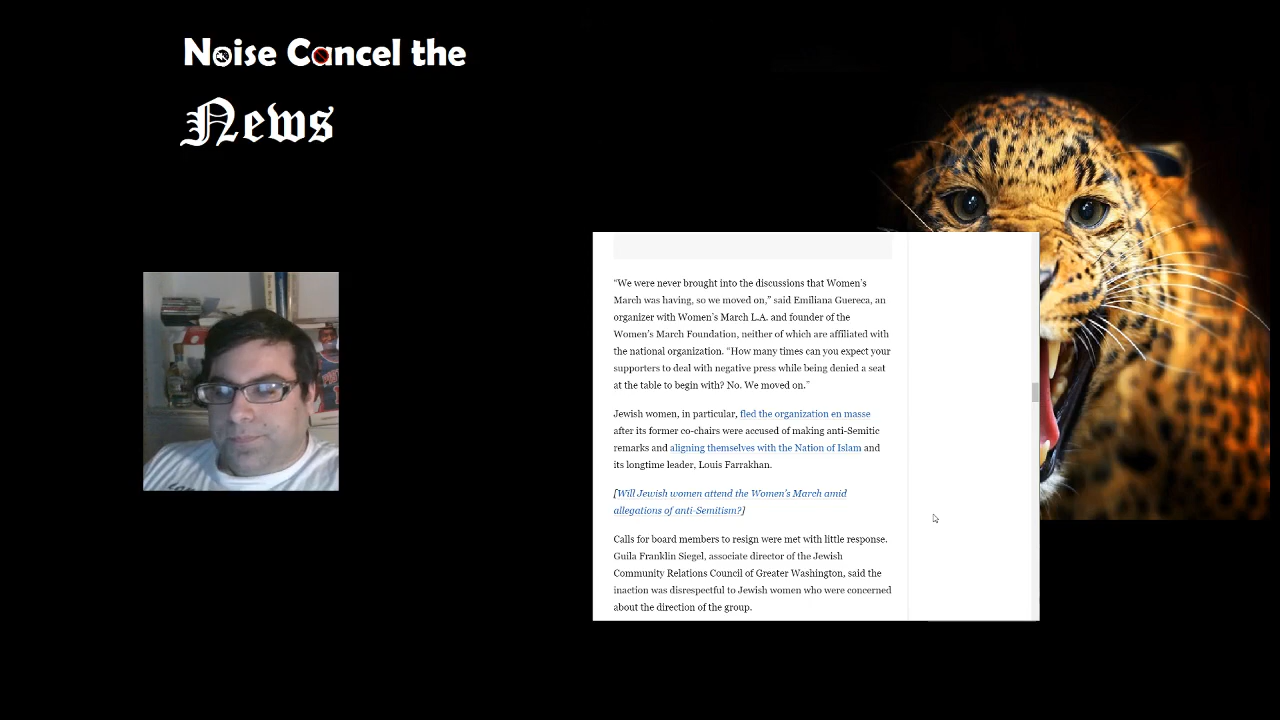 Noise Cancel the
News
“We were never brought into the discussions that Women’s
March was having, so we moved on,” said Emiliana Guereca, an
organizer with Women’s March L.A. and founder of the
Women’s March Foundation, neither of which are affiliated with
the national organization. “How many times can you expect your
supporters to deal with negative press while being denied a seat
at the table to begin with? No. We moved on.”
Jewish women, in particular, fled the organization en masse
after its former co-chairs were accused of making anti-Semitic
remarks and aligning themselves with the Nation of Islam and
its longtime leader, Louis Farrakhan.
[Will Jewish women attend the Women’s March amid
allegations of anti-Semitism?]
Calls for board members to resign were met with little response.
Guila Franklin Siegel, associate director of the Jewish
Community Relations Council of Greater Washington, said the
inaction was disrespectful to Jewish women who were concerned
about the direction of the group.